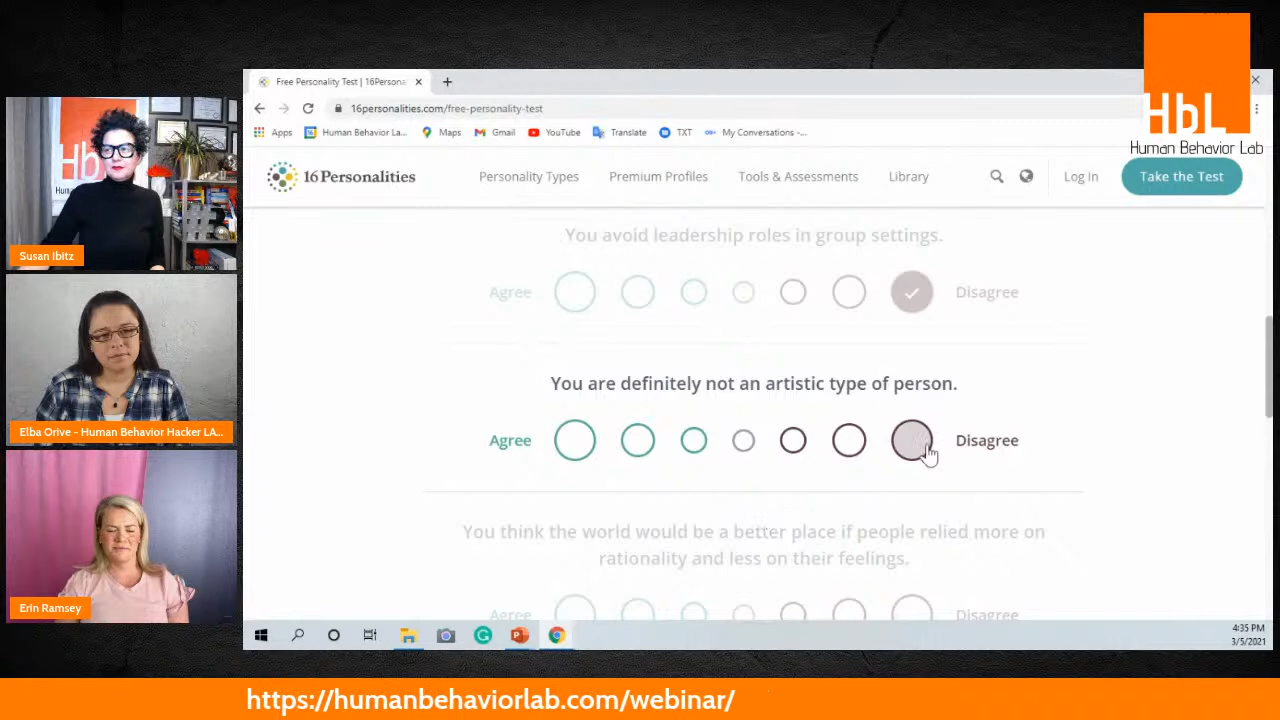 HbL
Human Behavior Lab
Susan Ibitz
Elba Orive - Human Behavior Hacker LA...
Erin Ramsey
Free Personality Test | 16Persona
16personalities.com/free-personality-test
Apps
Human Behavior La...
Maps
Gmail
YouTube
Translate
TXT
My Conversations -...
16Personalities
Personality Types
Premium Profiles
Tools & Assessments
Library
Log In
Take the Test
You avoid leadership roles in group settings.
Agree
Disagree
You are definitely not an artistic type of person.
Agree
Disagree
You think the world would be a better place if people relied more on
rationality and less on their feelings.
Agree
Disagree
4:35 PM
3/5/2021
https://humanbehaviorlab.com/webinar/